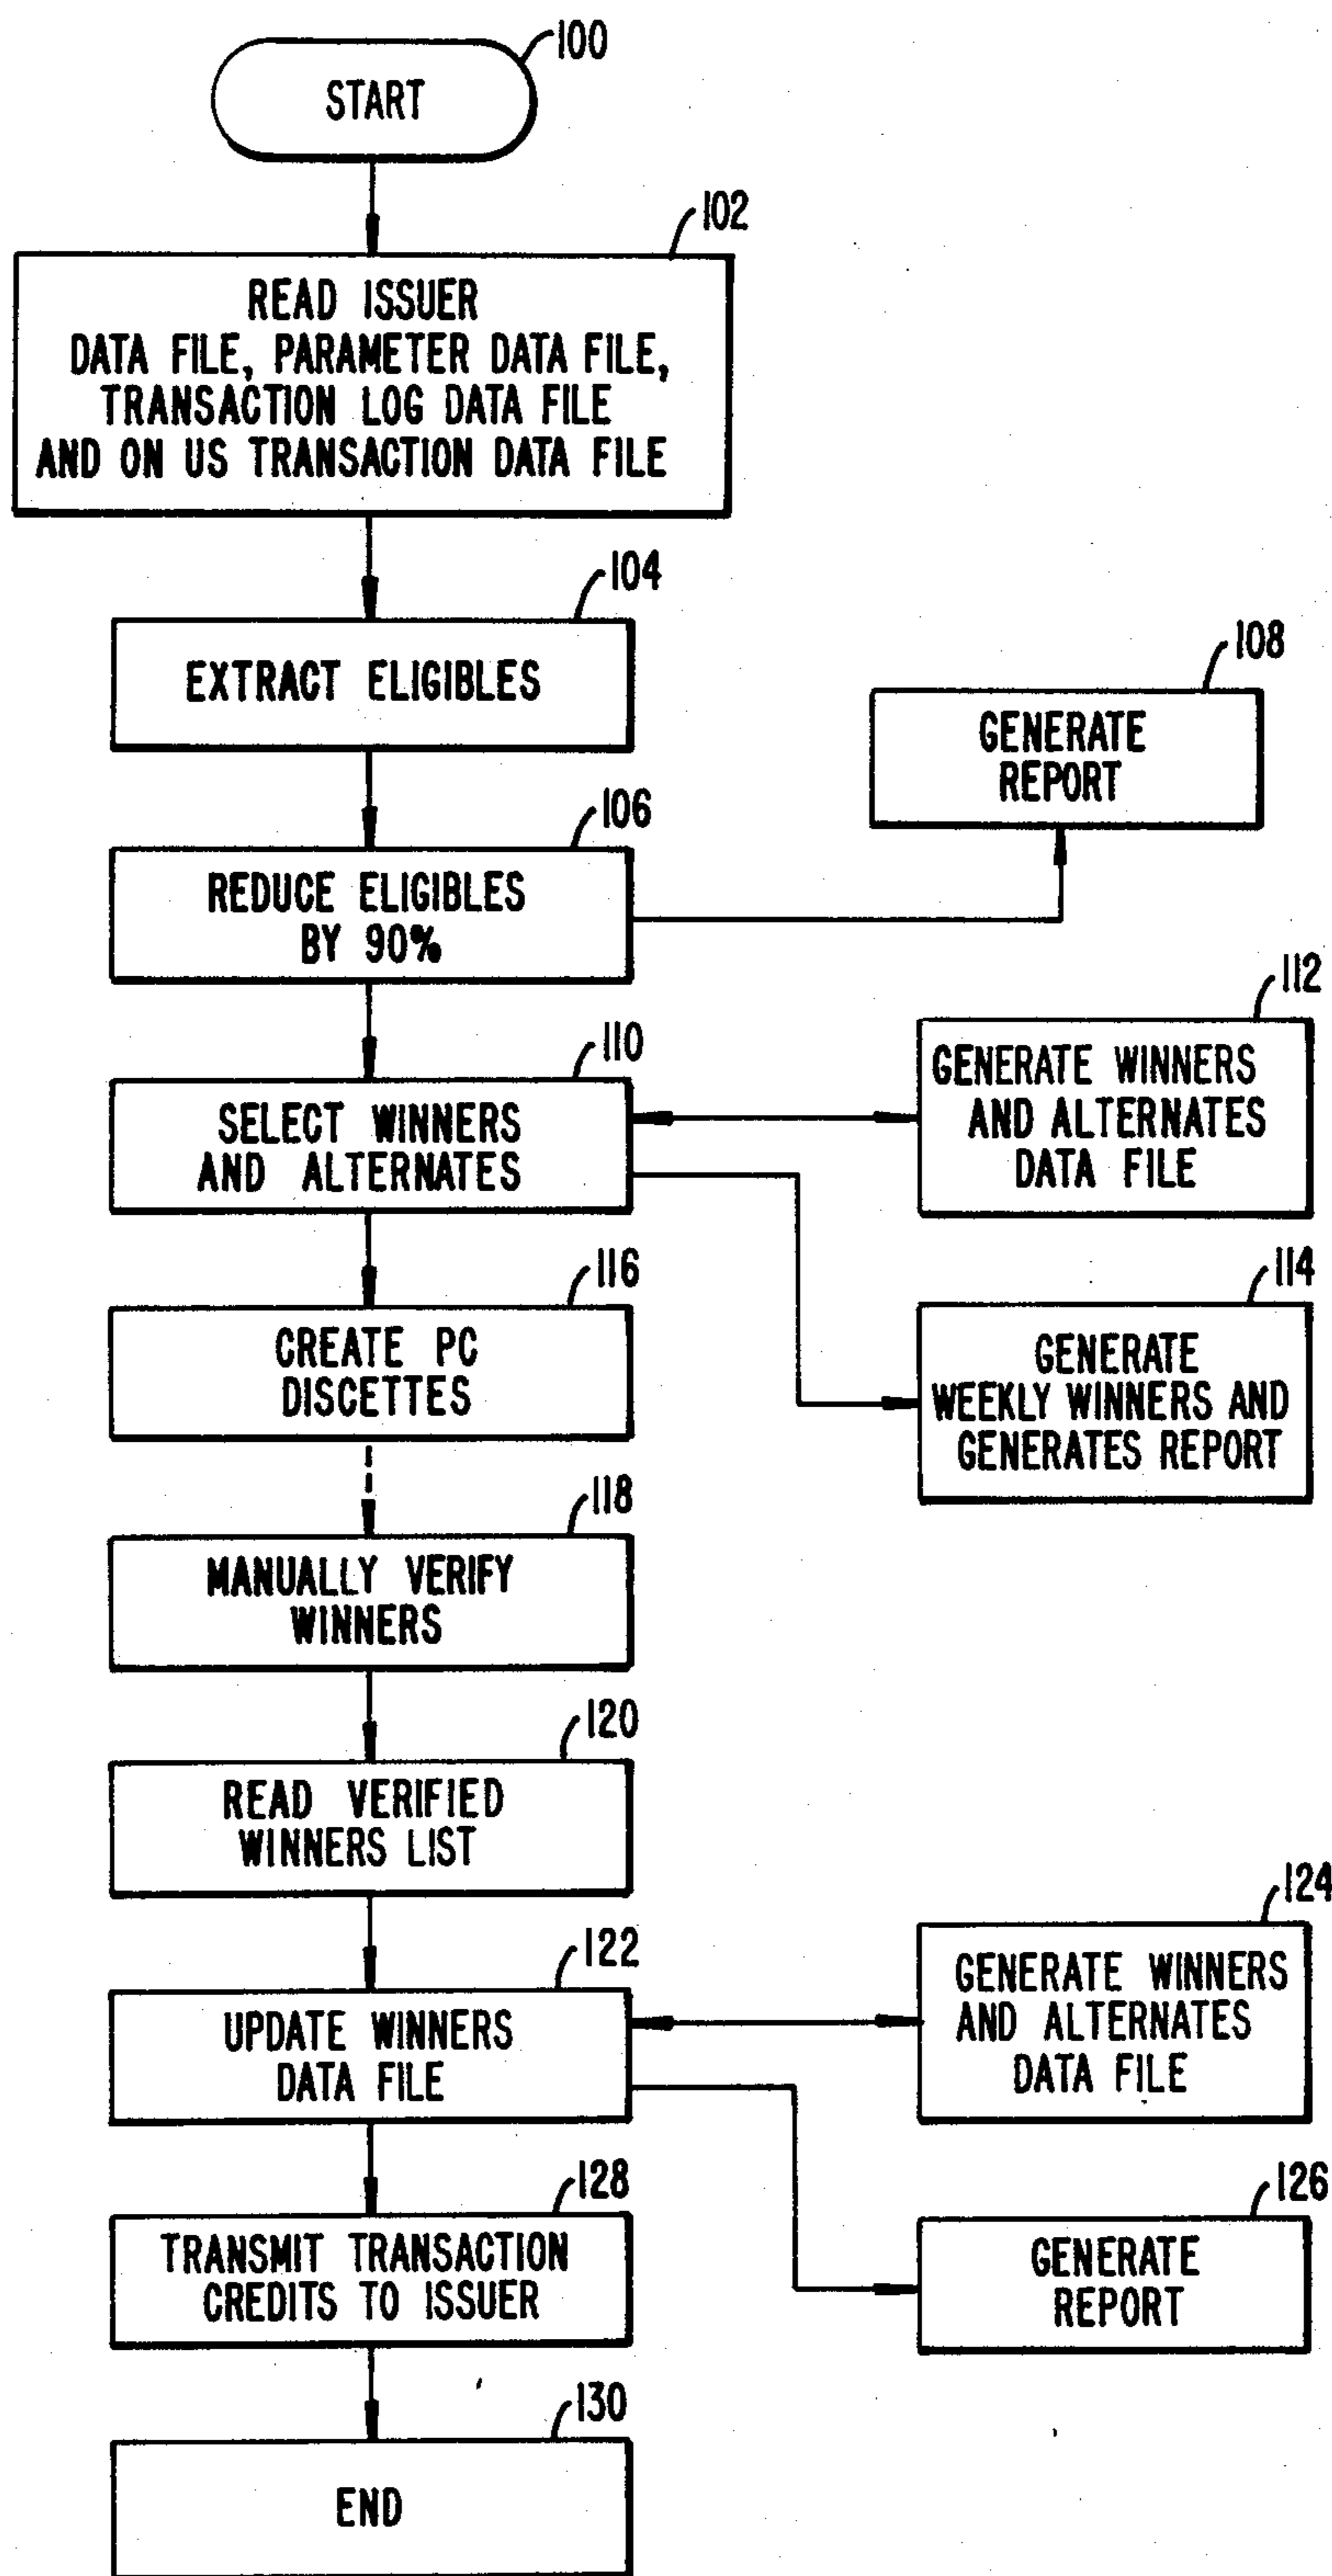 100
START
102
READ ISSUER
DATA FILE, PARAMETER DATA FILE,
TRANSACTION LOG DATA FILE
AND ON US TRANSACTION DATA FILE
104
EXTRACT ELIGIBLES
108
GENERATE
REPORT
106
REDUCE ELIGIBLES
BY 90%
112
GENERATE WINNERS
AND ALTERNATES
DATA FILE
110
SELECT WINNERS
AND ALTERNATES
114
GENERATE
WEEKLY WINNERS AND
GENERATES REPORT
116
CREATE PC
DISCETTES
118
MANUALLY VERIFY
WINNERS
120
READ VERIFIED
WINNERS LIST
124
GENERATE WINNERS
AND ALTERNATES
DATA FILE
122
UPDATE WINNERS
DATA FILE
126
GENERATE
REPORT
128
TRANSMIT TRANSACTION
CREDITS TO ISSUER
130
END